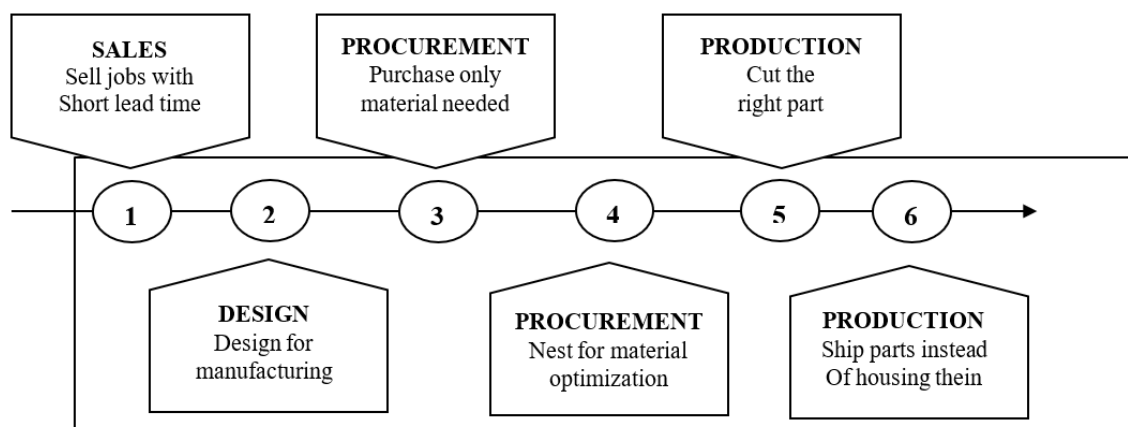 SALES
Sell jobs with
Short lead time
PROCUREMENT
Purchase only
material needed
PRODUCTION
Cut the
right part
1
2
3
4
5
6
DESIGN
Design for
manufacturing
PROCUREMENT
Nest for material
optimization
PRODUCTION
Ship parts instead
Of housing thein